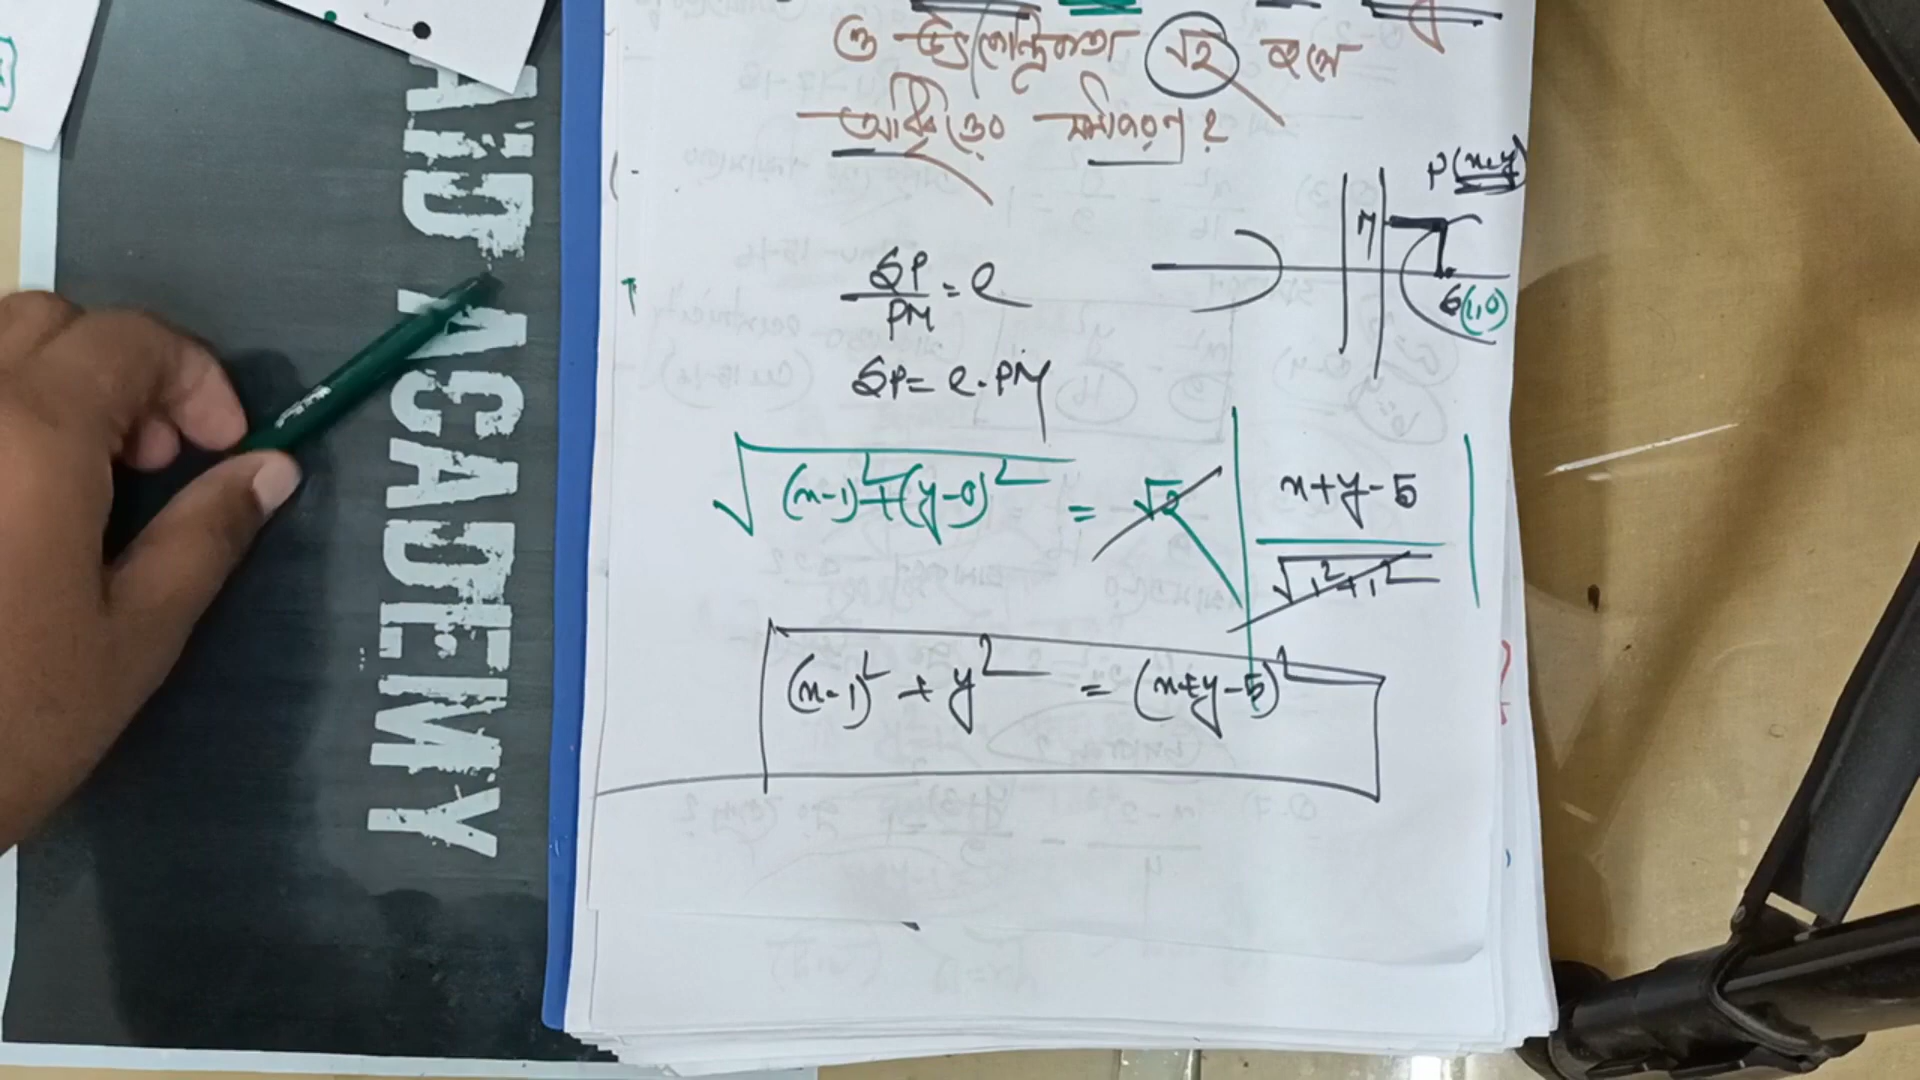 ও উৎকেন্দ্রিকতা √2 হলে
অধিবৃত্তের সমীকরণ ?
P(x,y)
M
S(1,0)
SP/PM = e
SP = e.PM
√((x-1)²+(y-0)²) = √2 |(x+y-5)/√(1²+1²)|
(x-1)² + y² = (x+y-5)²
AID ACADEMY